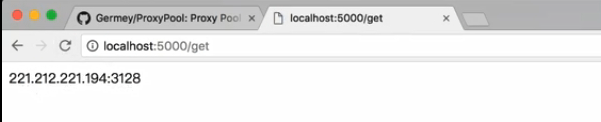 Germey/ProxyPool: Proxy Pool
localhost:5000/get
localhost:5000/get
221.212.221.194:3128